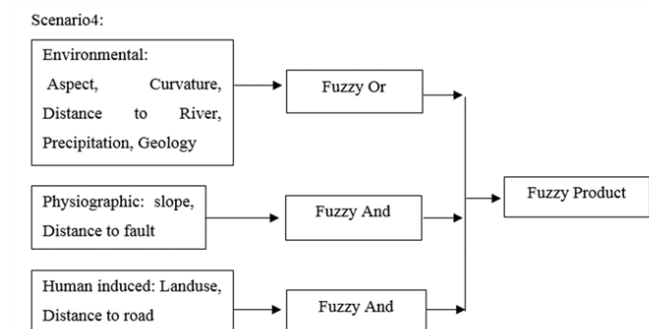 Scenario4:
Environmental:
Aspect, Curvature,
Distance to River,
Precipitation, Geology
Fuzzy Or
Physiographic: slope,
Distance to fault
Fuzzy And
Human induced: Landuse,
Distance to road
Fuzzy And
Fuzzy Product